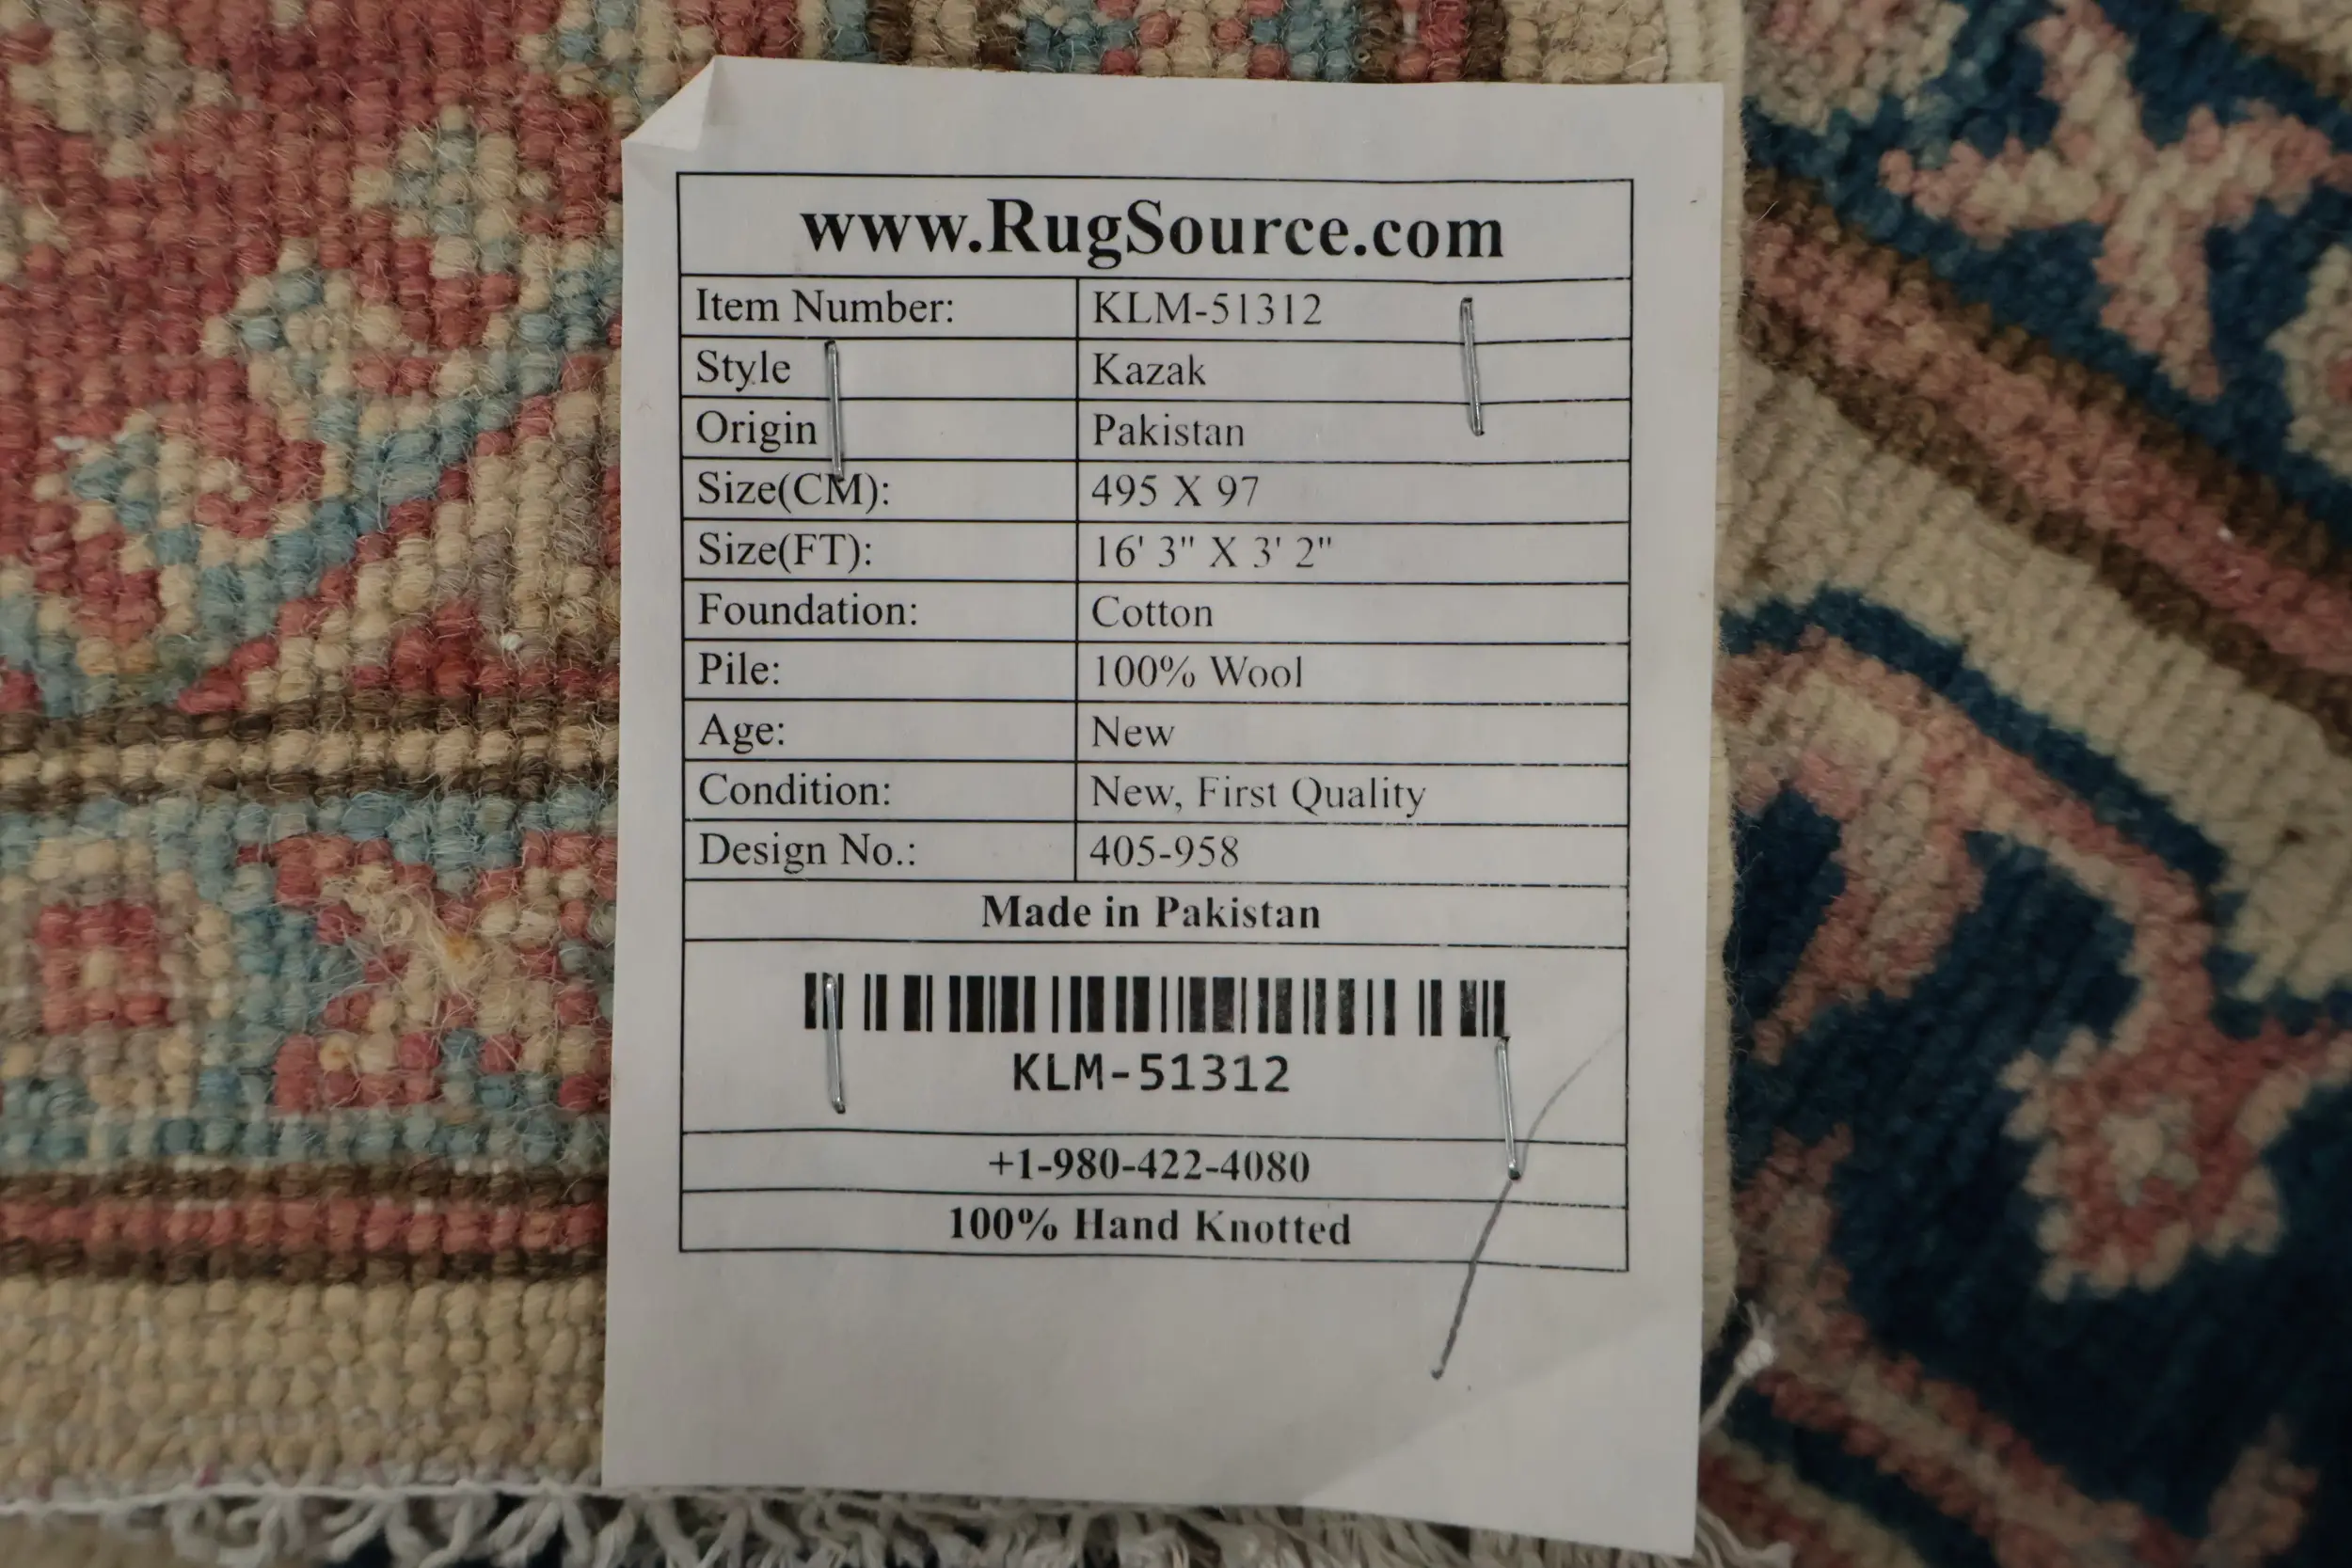 www.RugSource.com
Item Number: KLM-51312
Style Kazak
Origin Pakistan
Size(CM): 495 X 97
Size(FT): 16' 3" X 3' 2"
Foundation: Cotton
Pile: 100% Wool
Age: New
Condition: New, First Quality
Design No.: 405-958
Made in Pakistan
KLM-51312
+1-980-422-4080
100% Hand Knotted